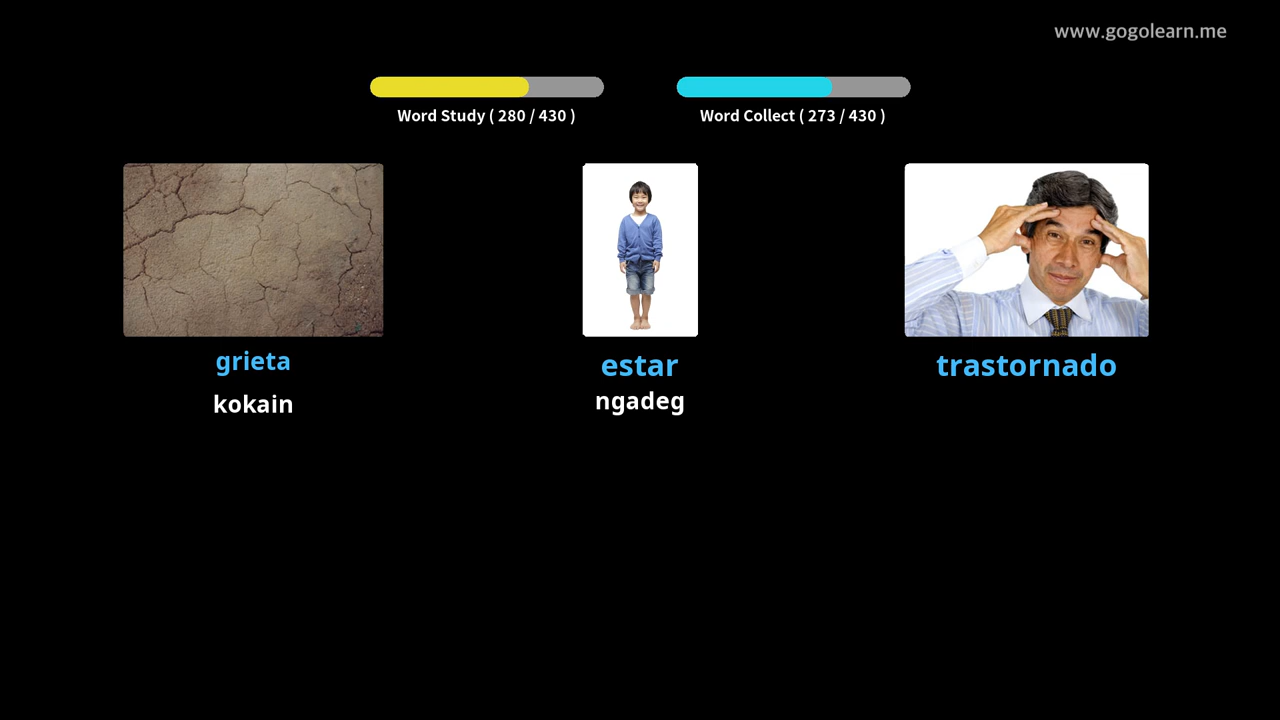 www.gogolearn.me
Word Study ( 280 / 430 )
Word Collect ( 273 / 430 )
grieta
estar
trastornado
kokain
ngadeg